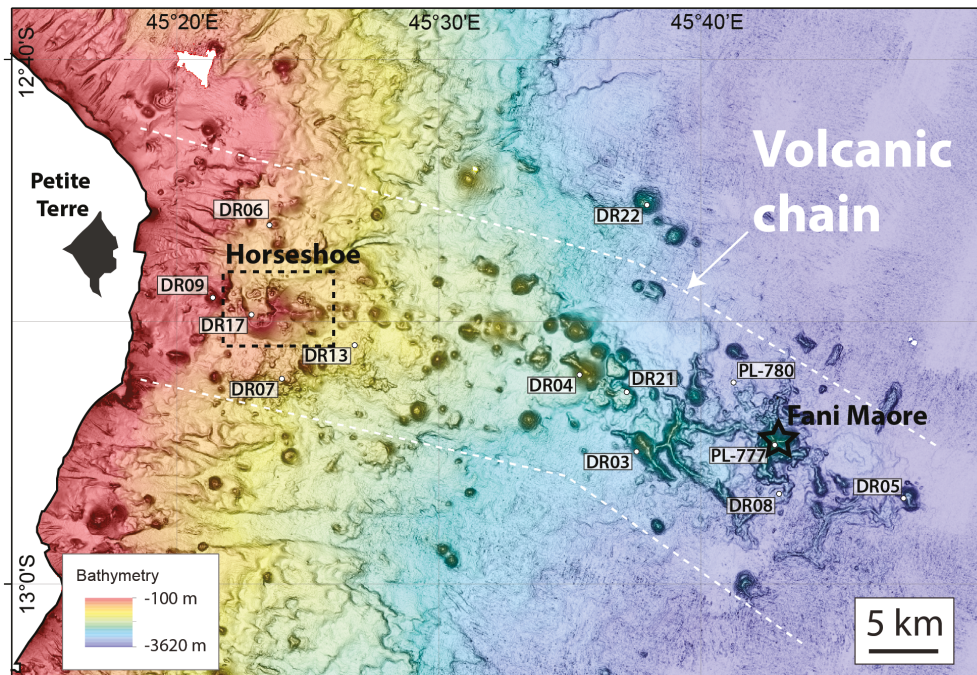 45°20'E
45°30'E
45°40'E
12°40'S
Volcanic
chain
Petite
Terre
DR06
DR22
Horseshoe
DR09
DR17
DR13
DR07
DR04
DR21
PL-780
Fani Maore
DR03
PL-777
DR08
DR05
13°0'S
Bathymetry
-100 m
-3620 m
5 km